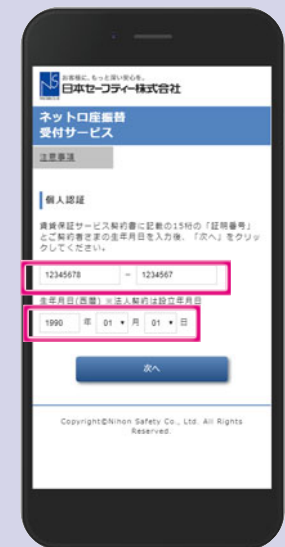 お客様に、もっと深い安心を。
日本セーフティー株式会社
ネット口座振替
受付サービス
注意事項
個人認証
賃貸保証サービス契約書に記載の15桁の「証明番号」
とご契約者さまの生年月日を入力後、「次へ」をクリッ
クしてください。
12345678 - 1234567
生年月日(西暦) ※法人契約は設立年月日
1990 年 01 月 01 日
次へ
Copyright©Nihon Safety Co., Ltd. All Rights
Reserved.